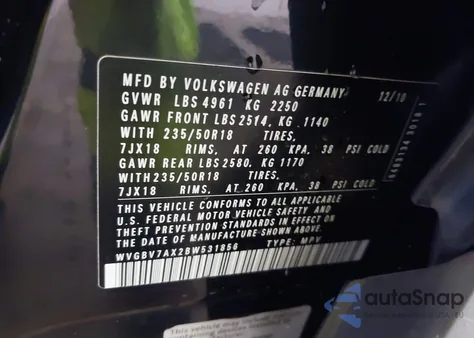 MFD BY VOLKSWAGEN AG GERMANY 12/10
GVWR LBS 4961 KG 2250
GAWR FRONT LBS 2514, KG 1140
WITH 235/50R18 TIRES,
7JX18 RIMS, AT 260 KPA, 38 PSI COLD
GAWR REAR LBS 2580, KG 1170
WITH 235/50R18 TIRES,
7JX18 RIMS, AT 260 KPA, 38 PSI COLD
THIS VEHICLE CONFORMS TO ALL APPLICABLE
U.S. FEDERAL MOTOR VEHICLE SAFETY AND
THEFT PREVENTION STANDARDS IN EFFECT
ON THE DATE OF MANUFACTURE SHOWN ABOVE.
WVGBV7AX2BW531856 TYPE: MPV
autoSnap